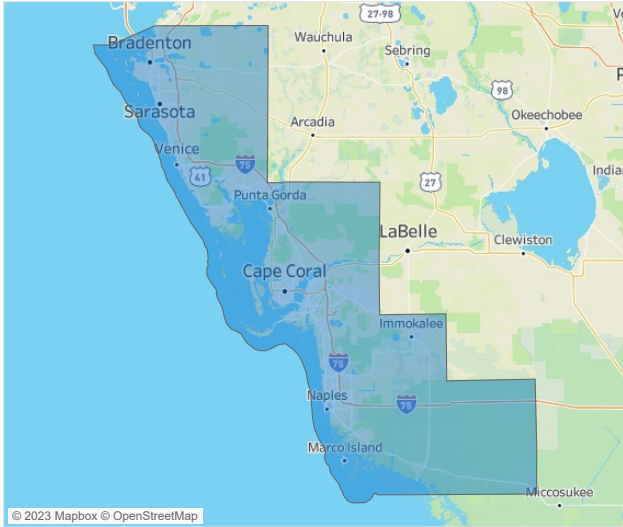 27-98
Ve
Bradenton
Wauchula
Sebring
P
98
Sarasota
Okeechobee
Arcadia
Venice
75
Indian
41
27
Punta Gorda
LaBelle
Clewiston
Cape Coral
Immokalee
75
Naples
75
Marco Island
Miccosukee
© 2023 Mapbox © OpenStreetMap